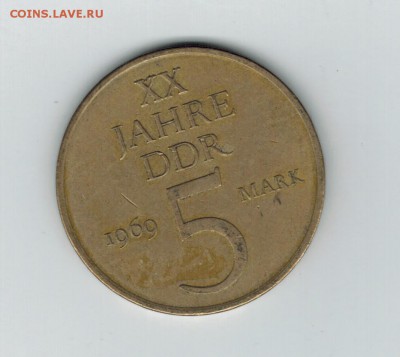 COINS.LAVE.RU
XX
JAHRE
DDR
1969 5 MARK